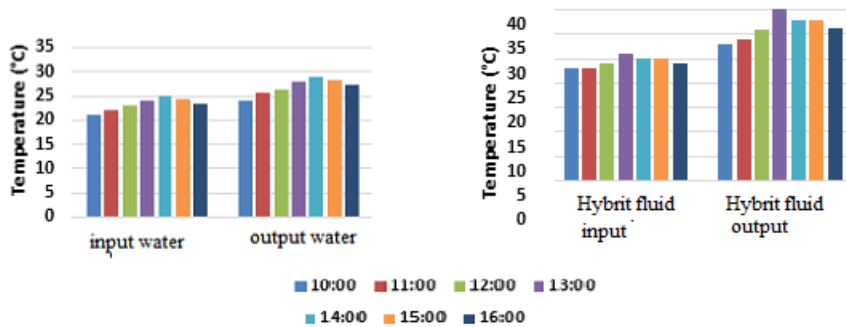 Temperature (°C)
35
30
25
20
15
10
5
0
input water
output water
Temperature (°C)
40
35
30
25
20
15
10
5
0
Hybrit fluid
input
Hybrit fluid
output
10:00 11:00 12:00 13:00
14:00 15:00 16:00